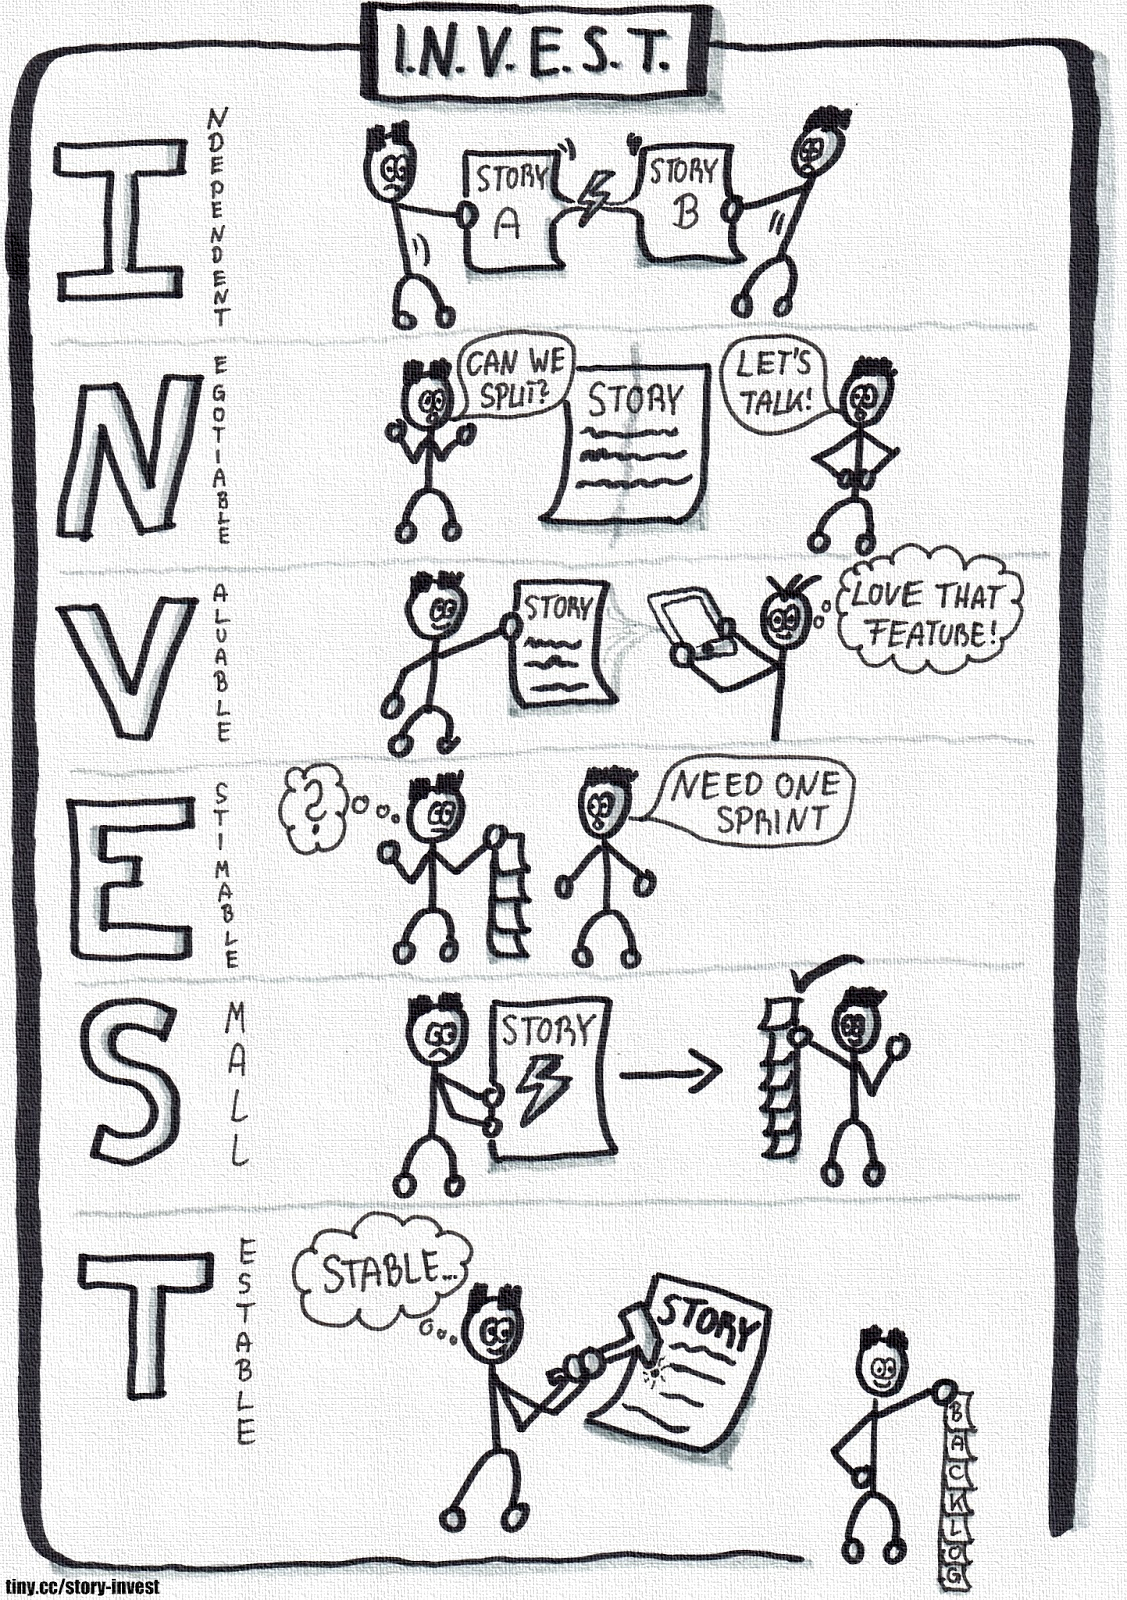 I.N.V.E.S.T.
I
NDEPENDENT
STORY
A
STORY
B
N
EGOTIABLE
CAN WE
SPLIT?
STORY
LET'S
TALK!
V
ALUABLE
STORY
LOVE THAT
FEATURE!
E
STIMABLE
?
NEED ONE
SPRINT
S
MALL
STORY
T
ESTABLE
STABLE...
STORY
BACKLOG
tiny.cc/story-invest